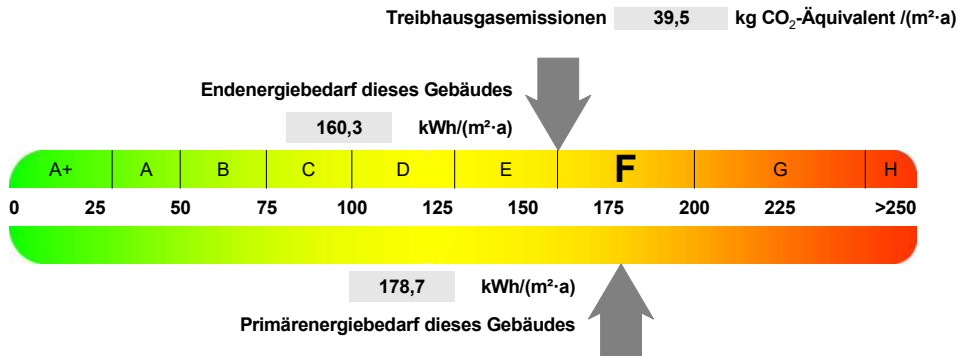 Treibhausgasemissionen 39,5 kg CO₂-Äquivalent /(m²·a)
Endenergiebedarf dieses Gebäudes
160,3 kWh/(m²·a)
A+ A B C D E F G H
0 25 50 75 100 125 150 175 200 225 >250
178,7 kWh/(m²·a)
Primärenergiebedarf dieses Gebäudes